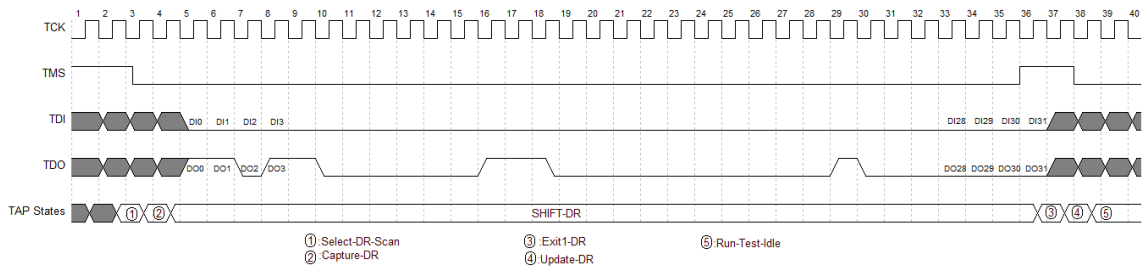 1 2 3 4 5 6 7 8 9 10 11 12 13 14 15 16 17 18 19 20 21 22 23 24 25 26 27 28 29 30 31 32 33 34 35 36 37 38 39 40
TCK
TMS
TDI DI0 DI1 DI2 DI3 DI28 DI29 DI30 DI31
TDO DO0 DO1 DO2 DO3 DO28 DO29 DO30 DO31
TAP States ① ② SHIFT-DR ③ ④ ⑤
①:Select-DR-Scan ③:Exit1-DR ⑤:Run-Test-Idle
②:Capture-DR ④:Update-DR